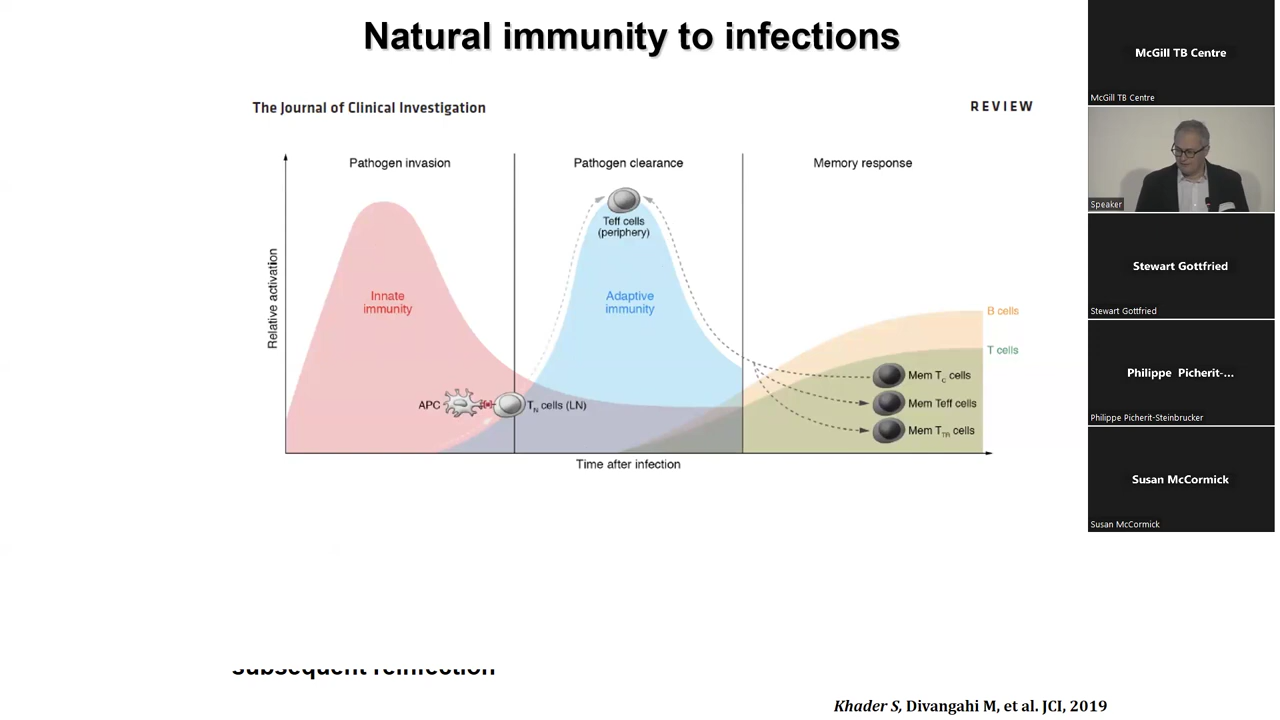 Natural immunity to infections
The Journal of Clinical Investigation
REVIEW
Pathogen invasion
Pathogen clearance
Memory response
Relative activation
Innate
immunity
Teff cells
(periphery)
Adaptive
immunity
B cells
T cells
APC
TN cells (LN)
Mem TC cells
Mem Teff cells
Mem TTR cells
Time after infection
subsequent reinfection
Khader S, Divangahi M, et al. JCI, 2019
McGill TB Centre
McGill TB Centre
Speaker
Stewart Gottfried
Stewart Gottfried
Philippe Picherit-...
Philippe Picherit-Steinbrucker
Susan McCormick
Susan McCormick